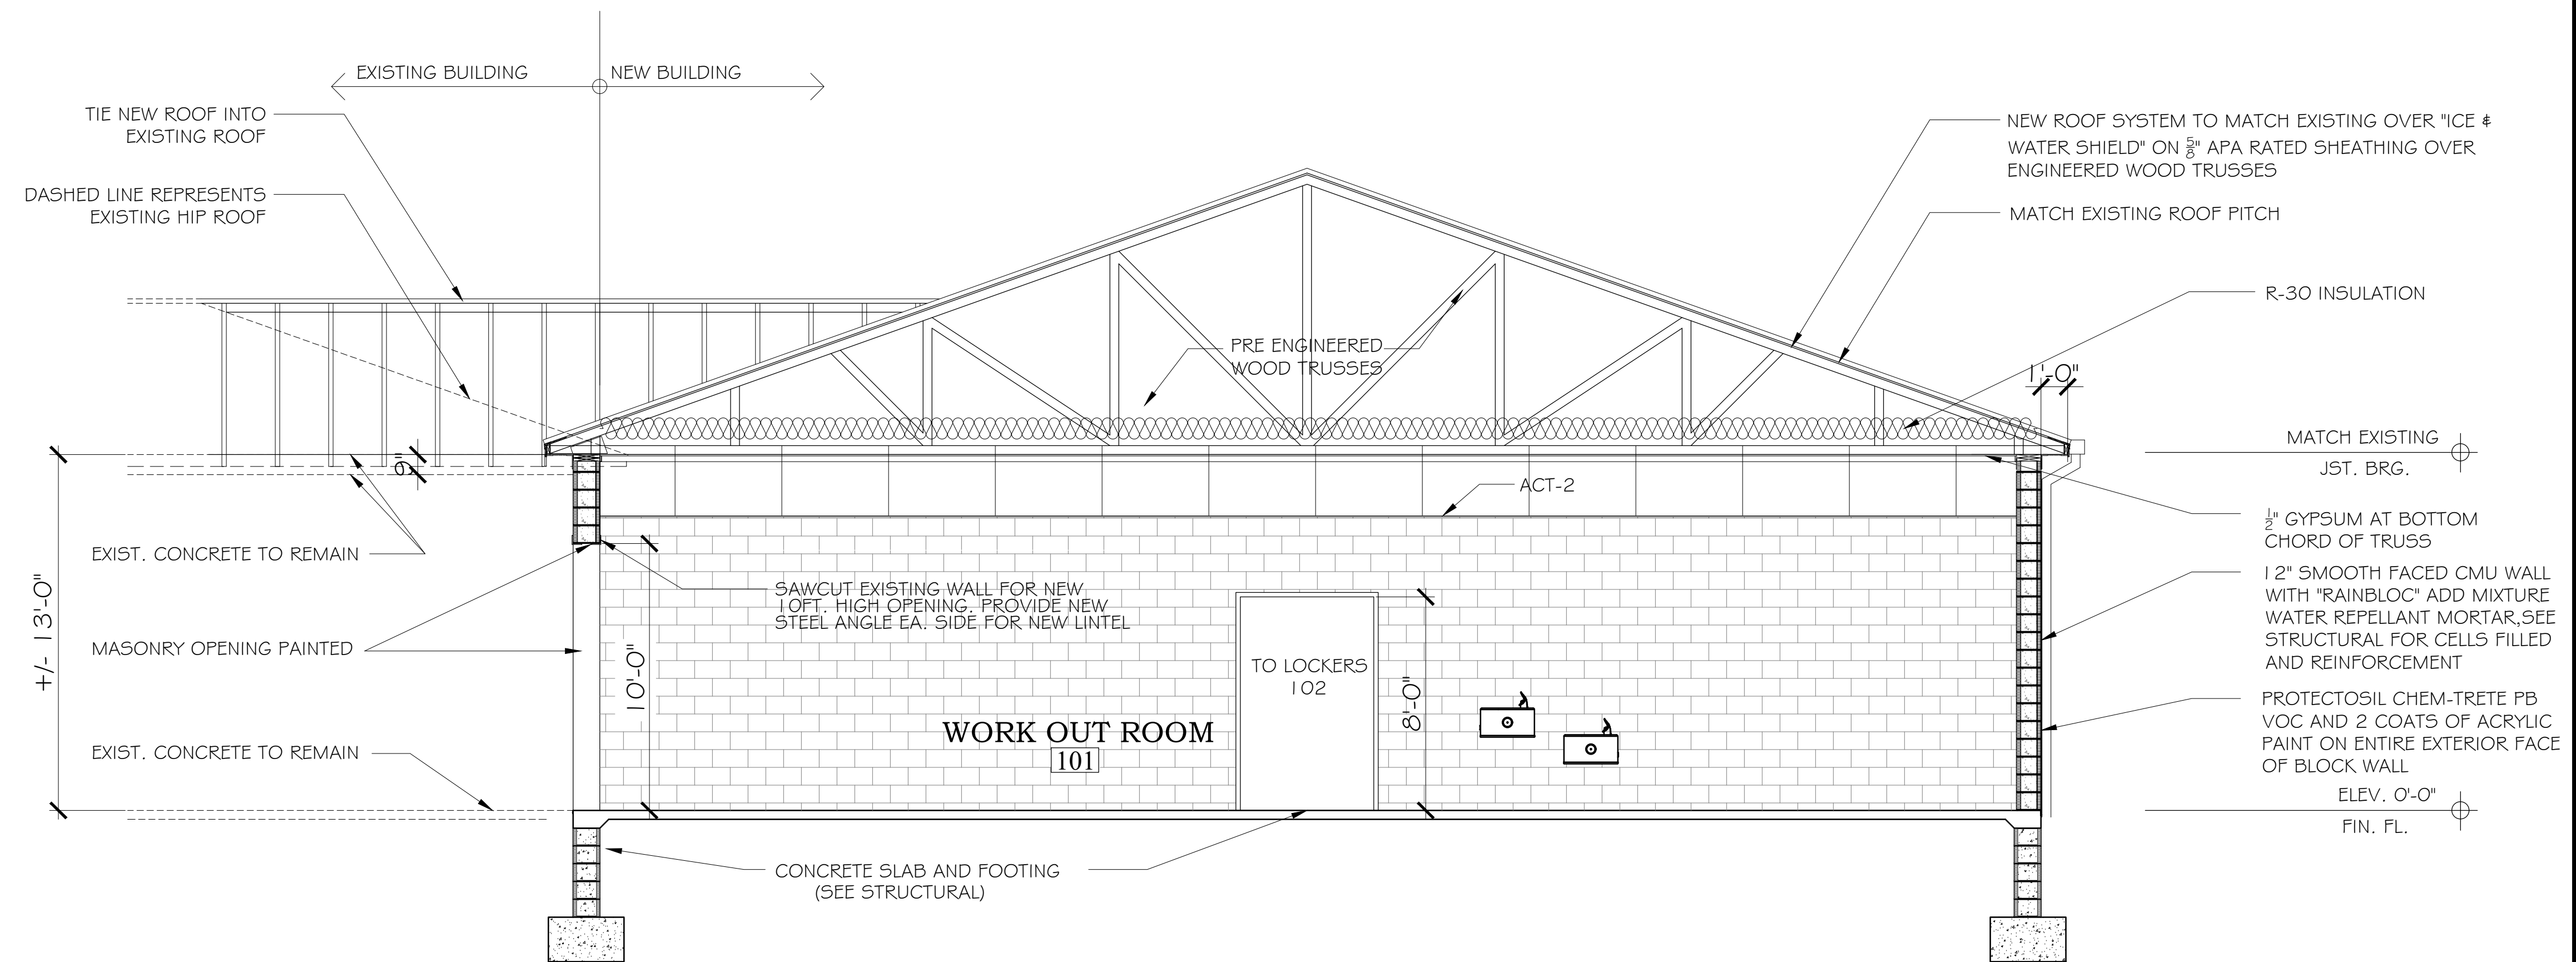 EXISTING BUILDING
NEW BUILDING
TIE NEW ROOF INTO
EXISTING ROOF
DASHED LINE REPRESENTS
EXISTING HIP ROOF
NEW ROOF SYSTEM TO MATCH EXISTING OVER "ICE &
WATER SHIELD" ON 5/8" APA RATED SHEATHING OVER
ENGINEERED WOOD TRUSSES
MATCH EXISTING ROOF PITCH
R-30 INSULATION
PRE ENGINEERED
WOOD TRUSSES
1'-0"
MATCH EXISTING
JST. BRG.
9"
ACT-2
1/2" GYPSUM AT BOTTOM
CHORD OF TRUSS
EXIST. CONCRETE TO REMAIN
+/- 13'-0"
SAWCUT EXISTING WALL FOR NEW
10FT. HIGH OPENING. PROVIDE NEW
STEEL ANGLE EA. SIDE FOR NEW LINTEL
12" SMOOTH FACED CMU WALL
WITH "RAINBLOC" ADD MIXTURE
WATER REPELLANT MORTAR,SEE
STRUCTURAL FOR CELLS FILLED
AND REINFORCEMENT
MASONRY OPENING PAINTED
10'-0"
TO LOCKERS
102
8'-0"
WORK OUT ROOM
101
PROTECTOSIL CHEM-TRETE PB
VOC AND 2 COATS OF ACRYLIC
PAINT ON ENTIRE EXTERIOR FACE
OF BLOCK WALL
EXIST. CONCRETE TO REMAIN
ELEV. 0'-0"
FIN. FL.
CONCRETE SLAB AND FOOTING
(SEE STRUCTURAL)